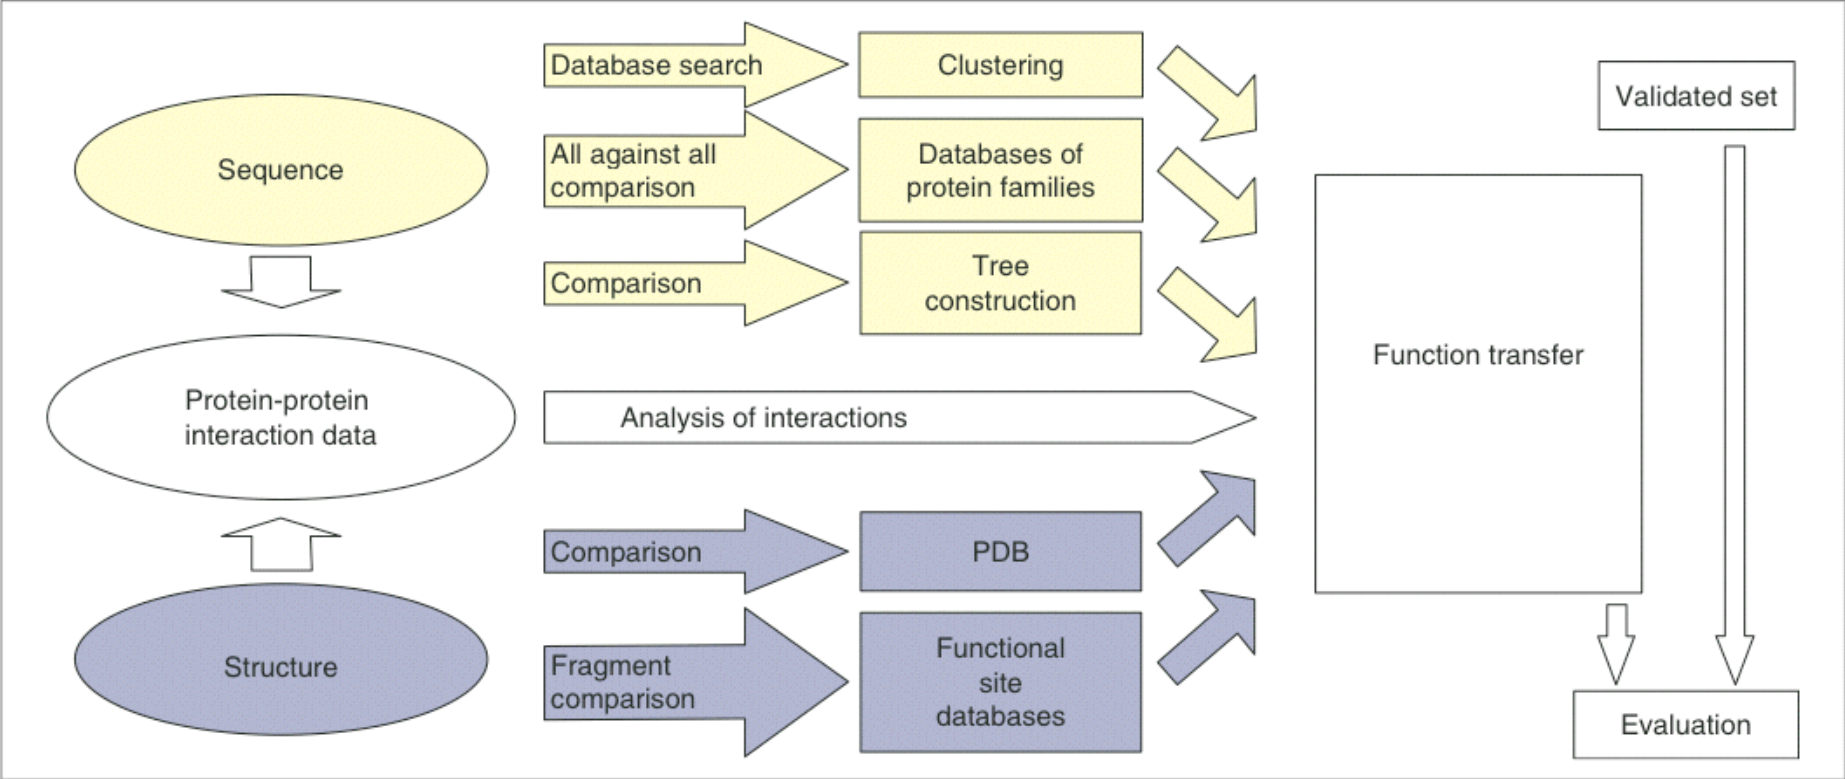 Database search
Clustering
Validated set
Sequence
All against all
comparison
Databases of
protein families
Comparison
Tree
construction
Function transfer
Protein-protein
interaction data
Analysis of interactions
Comparison
PDB
Structure
Fragment
comparison
Functional
site
databases
Evaluation